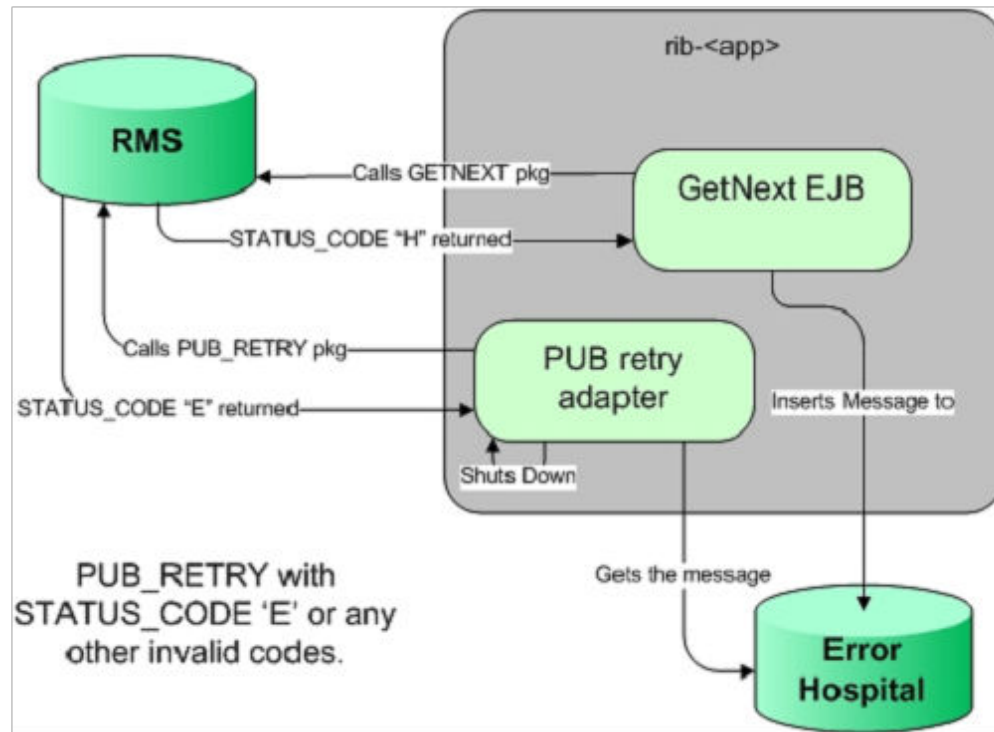 rib-<app>
RMS
Calls GETNEXT pkg
GetNext EJB
STATUS_CODE "H" returned
Calls PUB_RETRY pkg
PUB retry
adapter
STATUS_CODE "E" returned
Inserts Message to
Shuts Down
Gets the message
PUB_RETRY with
STATUS_CODE 'E' or any
other invalid codes.
Error
Hospital